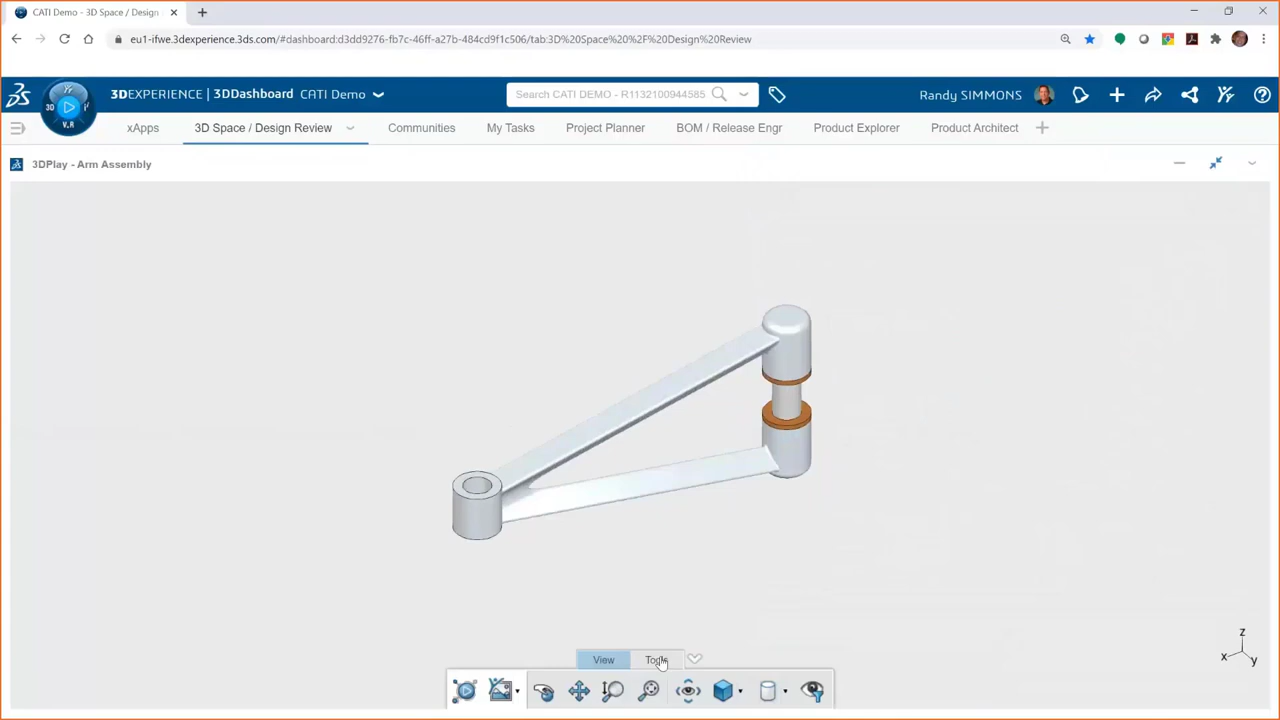 CATI Demo - 3D Space / Design
eu1-ifwe.3dexperience.3ds.com/#dashboard:d3dd9276-fb7c-46ff-a27b-484cd9f1c506/tab:3D%20Space%20%2F%20Design%20Review
3D
V.R
3DEXPERIENCE | 3DDashboard CATI Demo
Search CATI DEMO - R1132100944585
Randy SIMMONS
xApps
3D Space / Design Review
Communities
My Tasks
Project Planner
BOM / Release Engr
Product Explorer
Product Architect
3DPlay - Arm Assembly
z
x
y
View
Tools